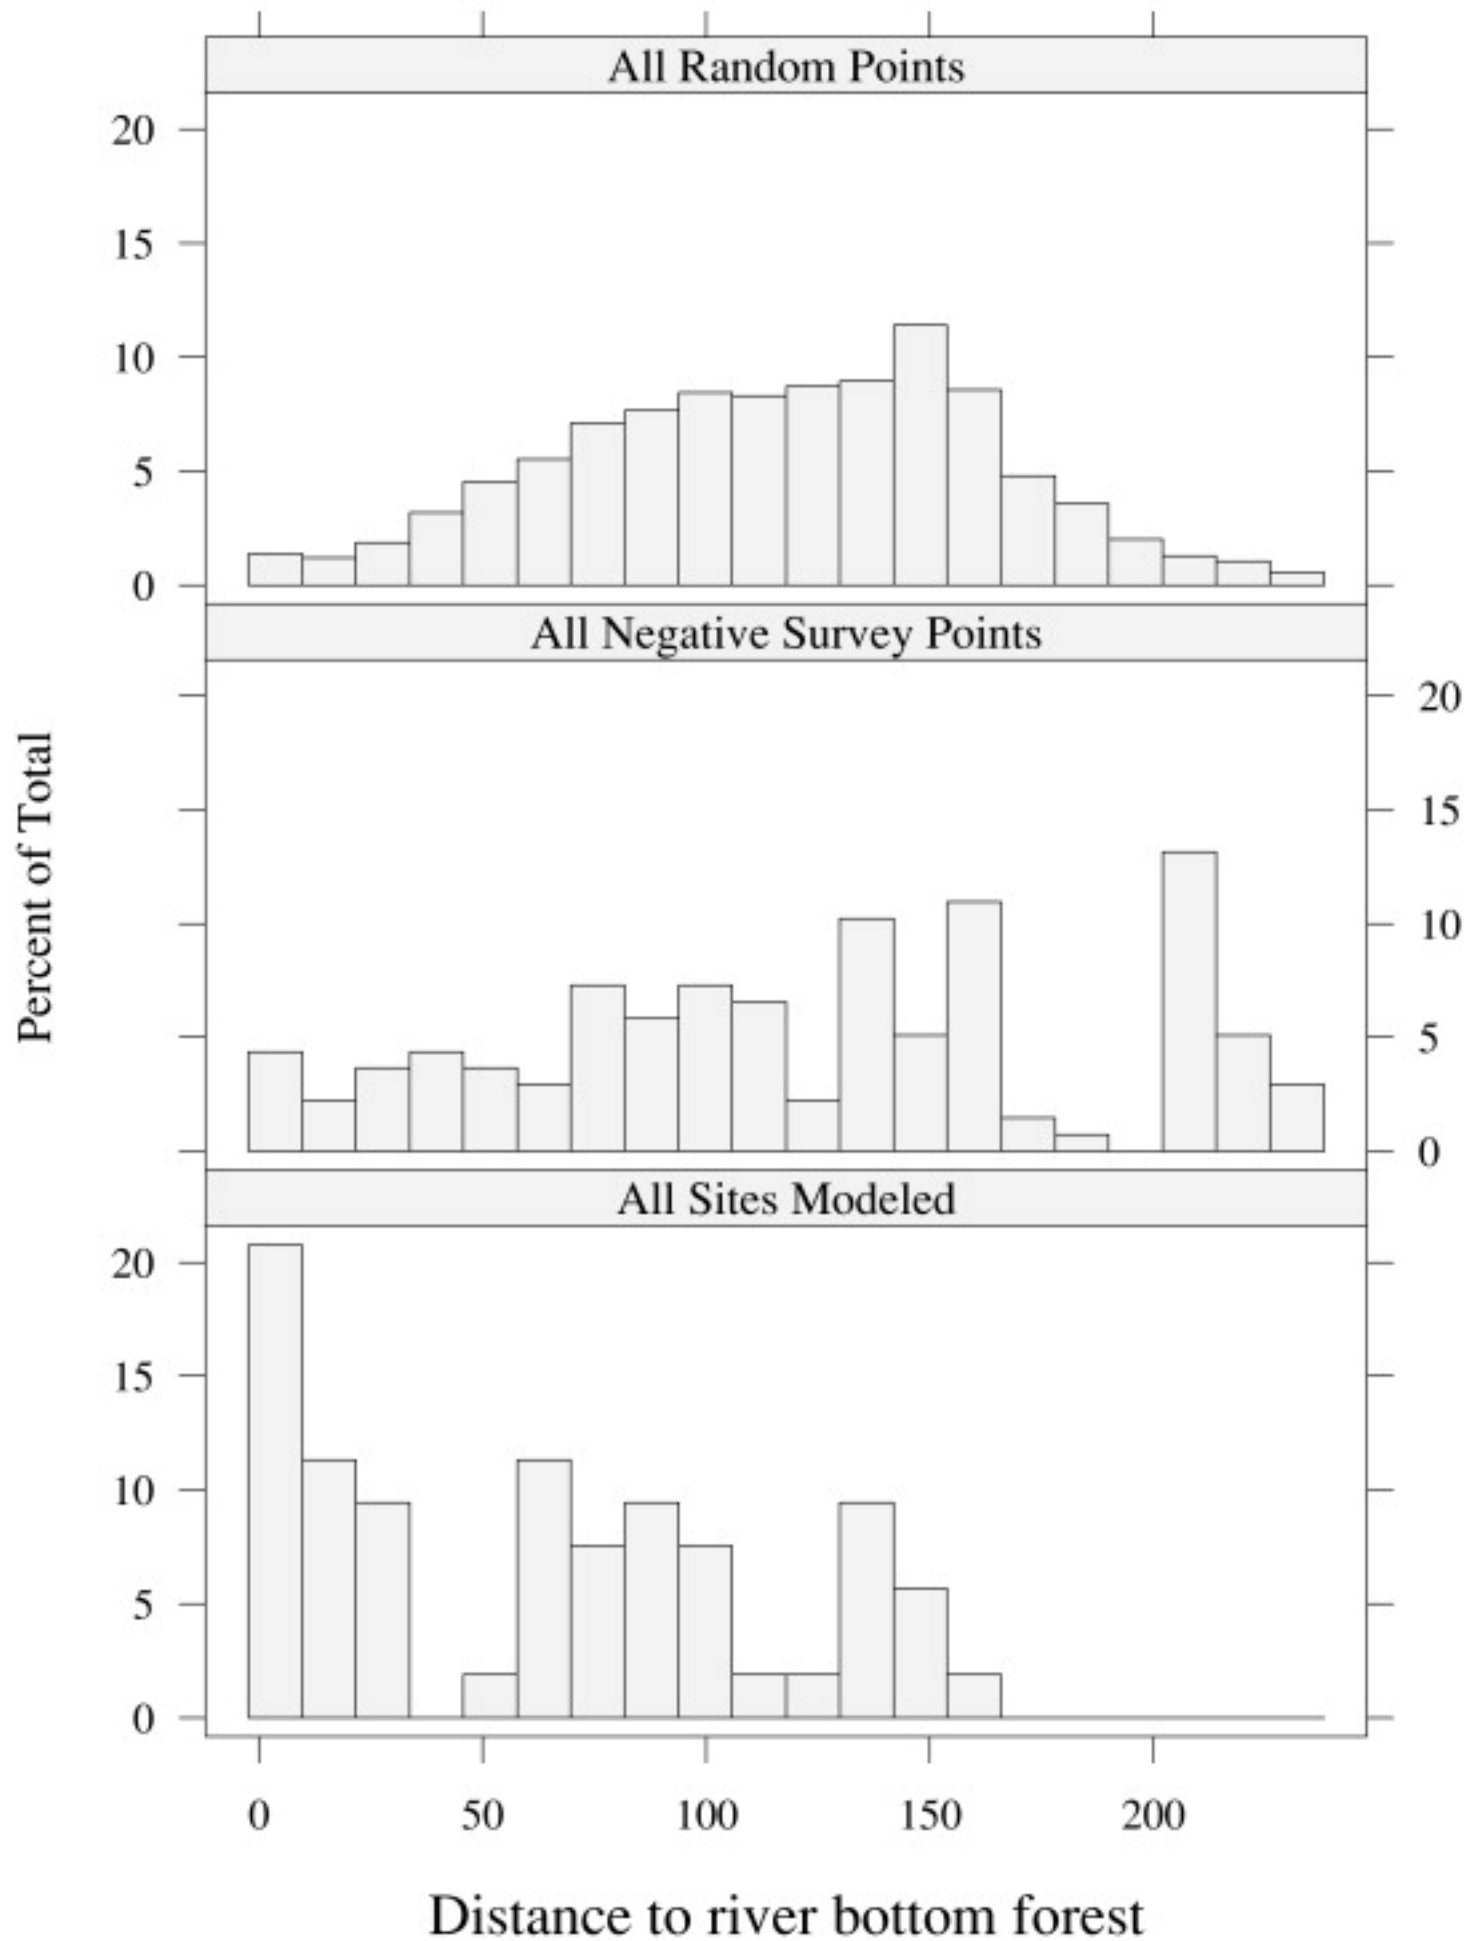 All Random Points
20
15
10
5
0
All Negative Survey Points
20
15
10
5
0
Percent of Total
All Sites Modeled
20
15
10
5
0
0 50 100 150 200
Distance to river bottom forest